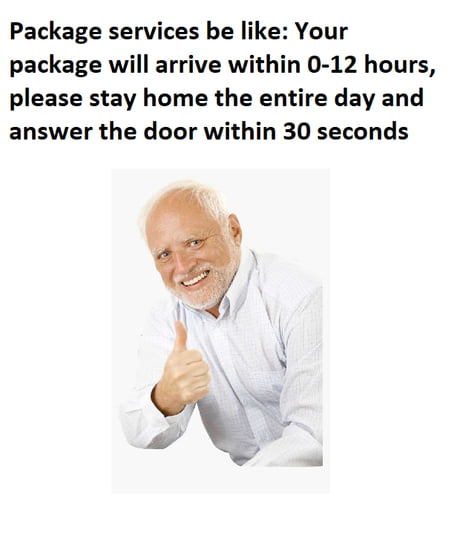 Package services be like: Your
package will arrive within 0-12 hours,
please stay home the entire day and
answer the door within 30 seconds